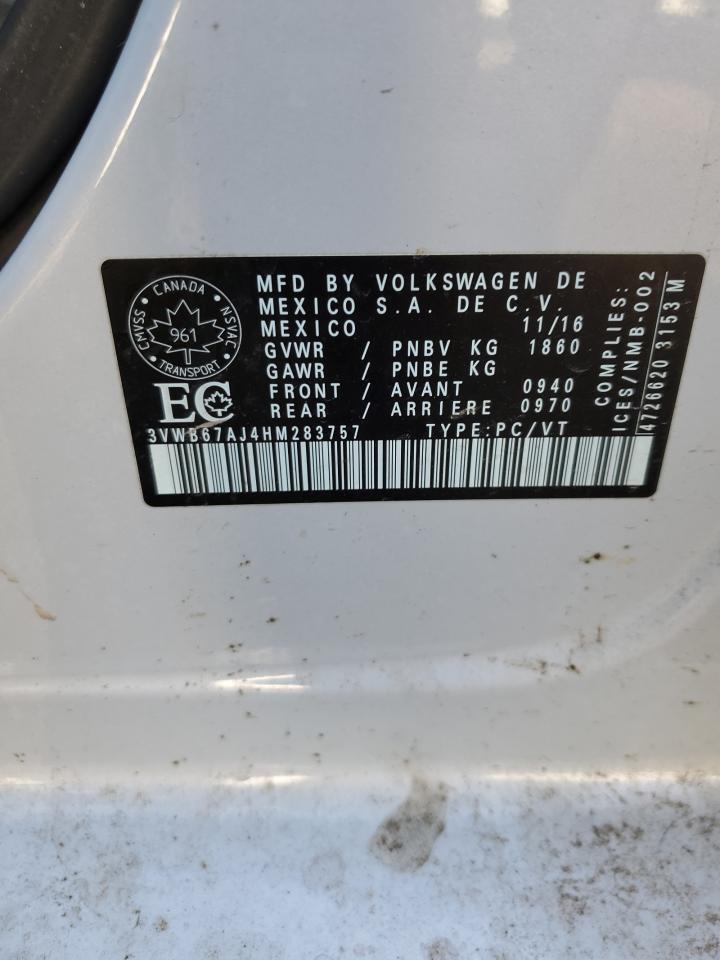 CANADA
CMVSS
NSVAC
961
TRANSPORT
EC
MFD BY VOLKSWAGEN DE
MEXICO S.A. DE C.V.
MEXICO 11/16
GVWR / PNBV KG 1860
GAWR / PNBE KG
FRONT / AVANT 0940
REAR / ARRIERE 0970
3VWB67AJ4HM283757 TYPE:PC/VT
COMPLIES:
ICES/NMB-002
4726620 3153 M